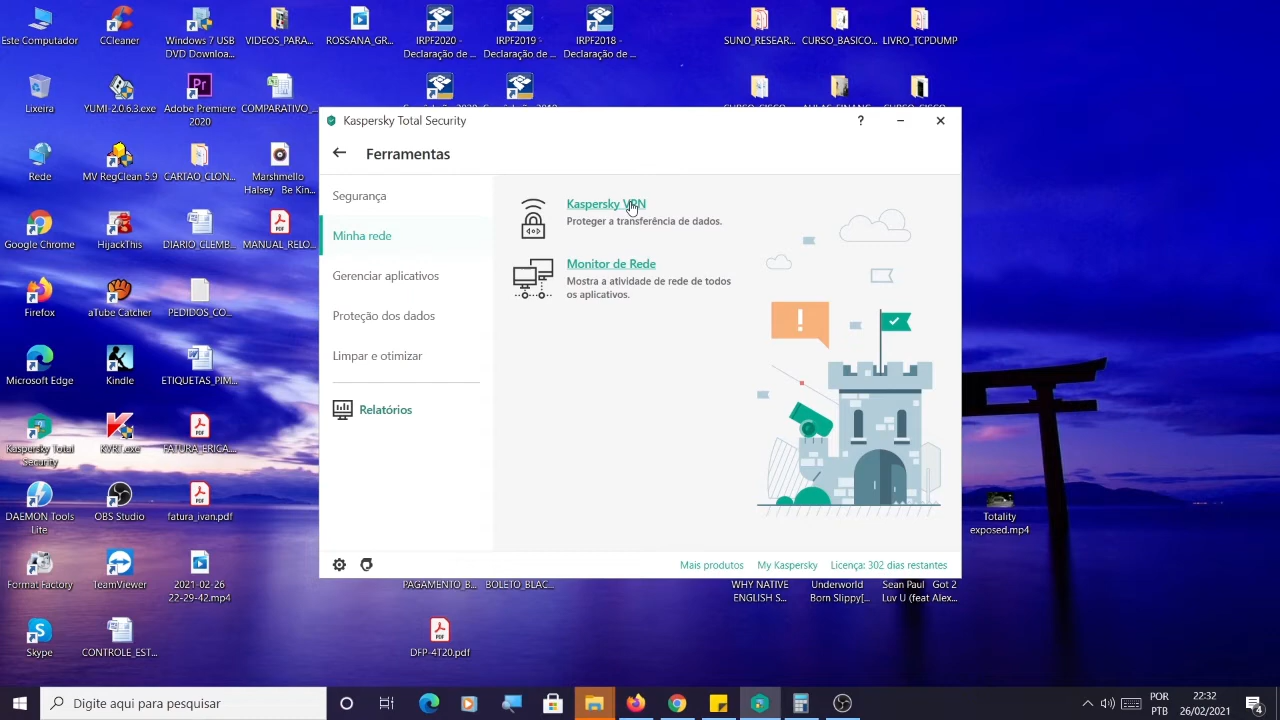 Este Computador
CCleaner
Windows 7 USB
DVD Downloa...
VIDEOS_PARA...
ROSSANA_GR...
IRPF2020 -
Declaração de ...
IRPF2019 -
Declaração de ...
IRPF2018 -
Declaração de ...
SUNO_RESEAR...
CURSO_BASICO...
LIVRO_TCPDUMP
Lixeira
YUMI-2.0.6.3.exe
Adobe Premiere
2020
COMPARATIVO_...
Kaspersky Total Security
Ferramentas
Segurança
Minha rede
Gerenciar aplicativos
Proteção dos dados
Limpar e otimizar
Relatórios
Kaspersky VPN
Proteger a transferência de dados.
Monitor de Rede
Mostra a atividade de rede de todos
os aplicativos.
Mais produtos
My Kaspersky
Licença: 302 dias restantes
Rede
MV RegClean 5.9
CARTAO_CLON...
Marshmello
Halsey - Be Kin...
Google Chrome
HijackThis
DIARIO_CLEMB...
MANUAL_RELO...
Firefox
aTube Catcher
PEDIDOS_CO...
Microsoft Edge
Kindle
ETIQUETAS_PIM...
Kaspersky Total
Security
KVRT.exe
FATURA_ERICA...
DAEMON Tools
Lite
OBS Studio
fatura_ivan.pdf
Totality
exposed.mp4
Format Factory
TeamViewer
2021-02-26
22-29-42.mp4
PAGAMENTO_B...
BOLETO_BLAC...
WHY NATIVE
ENGLISH S...
Underworld
Born Slippy[...
Sean Paul Got 2
Luv U (feat Alex...
Skype
CONTROLE_EST...
DFP-4T20.pdf
Digite aqui para pesquisar
POR
PTB
22:32
26/02/2021
4